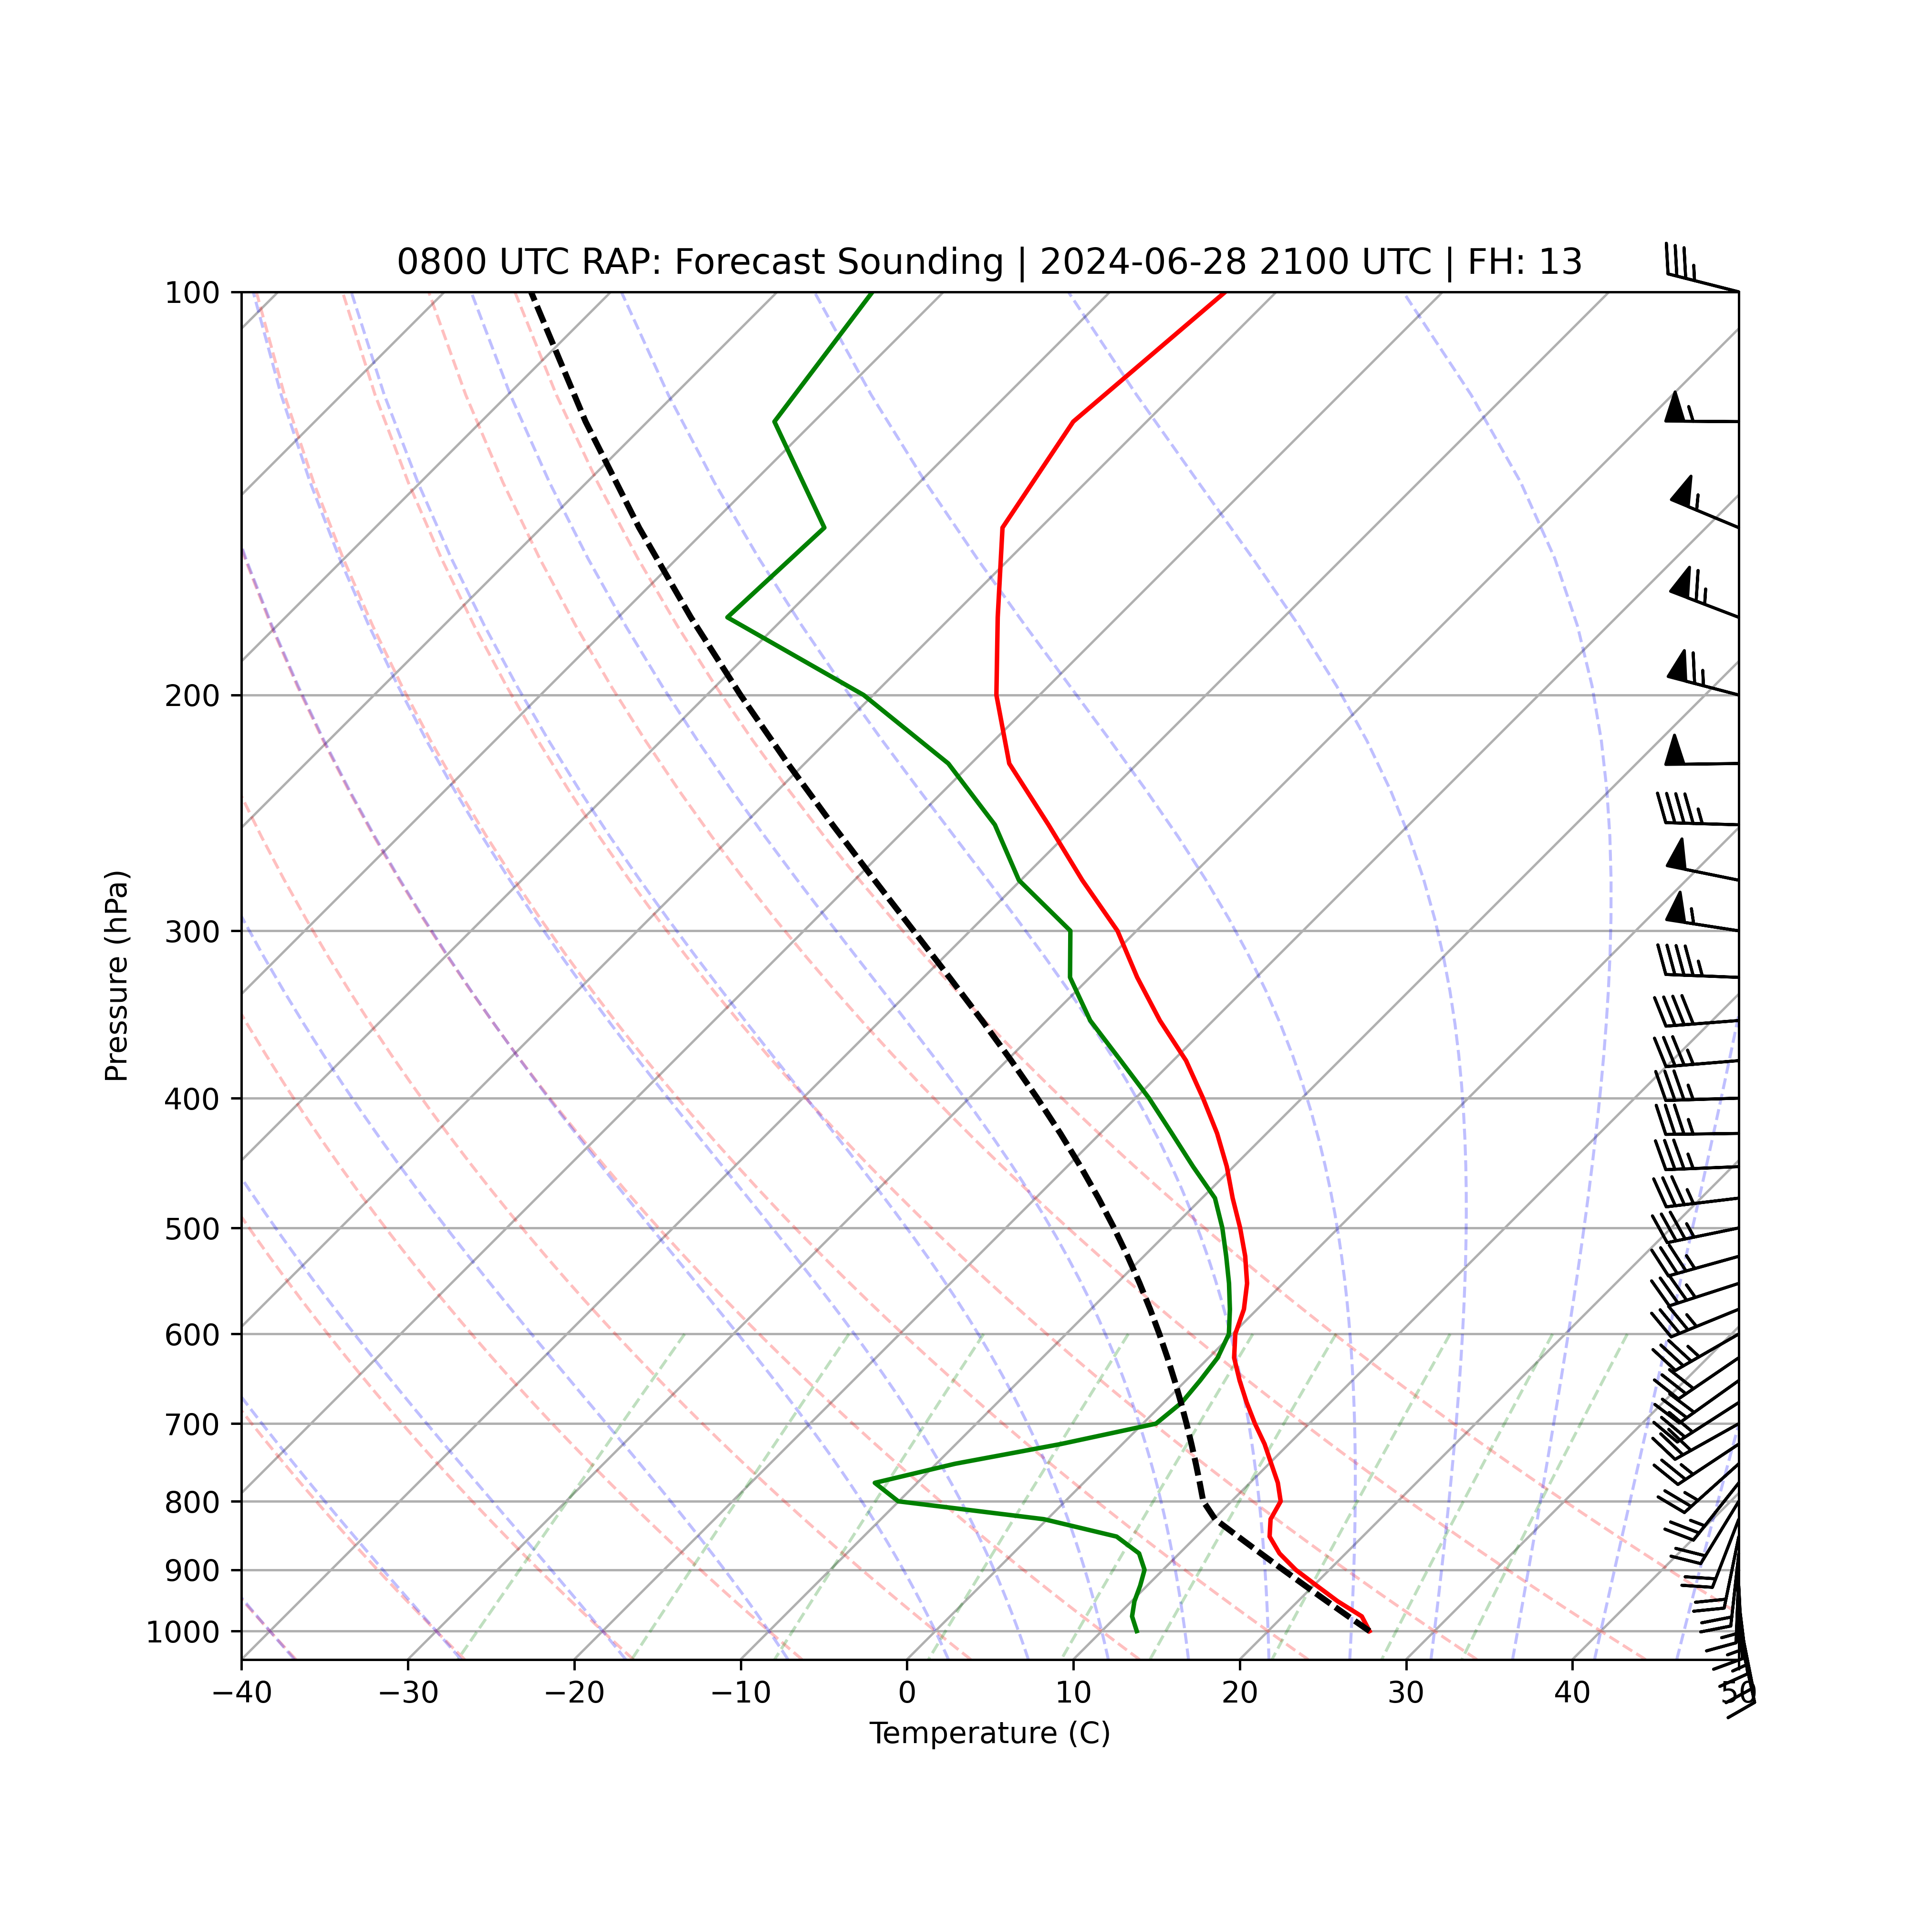 0800 UTC RAP: Forecast Sounding | 2024-06-28 2100 UTC | FH: 13
100
200
300
400
500
600
700
800
900
1000
Pressure (hPa)
−40 −30 −20 −10 0 10 20 30 40 50
Temperature (C)